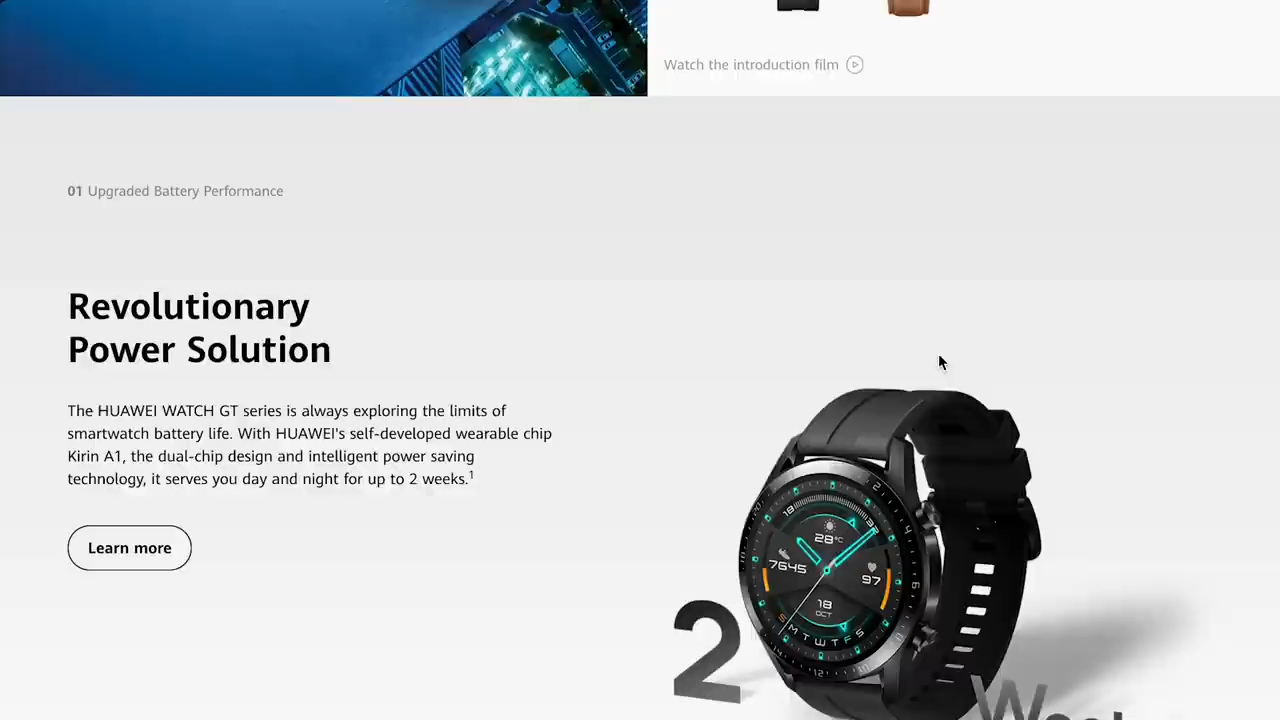 Watch the introduction film
01 Upgraded Battery Performance
Revolutionary
Power Solution
The HUAWEI WATCH GT series is always exploring the limits of
smartwatch battery life. With HUAWEI's self-developed wearable chip
Kirin A1, the dual-chip design and intelligent power saving
technology, it serves you day and night for up to 2 weeks.1
Learn more
18 32
28°C
7645
97
18
OCT
S M T W T F S
12
2